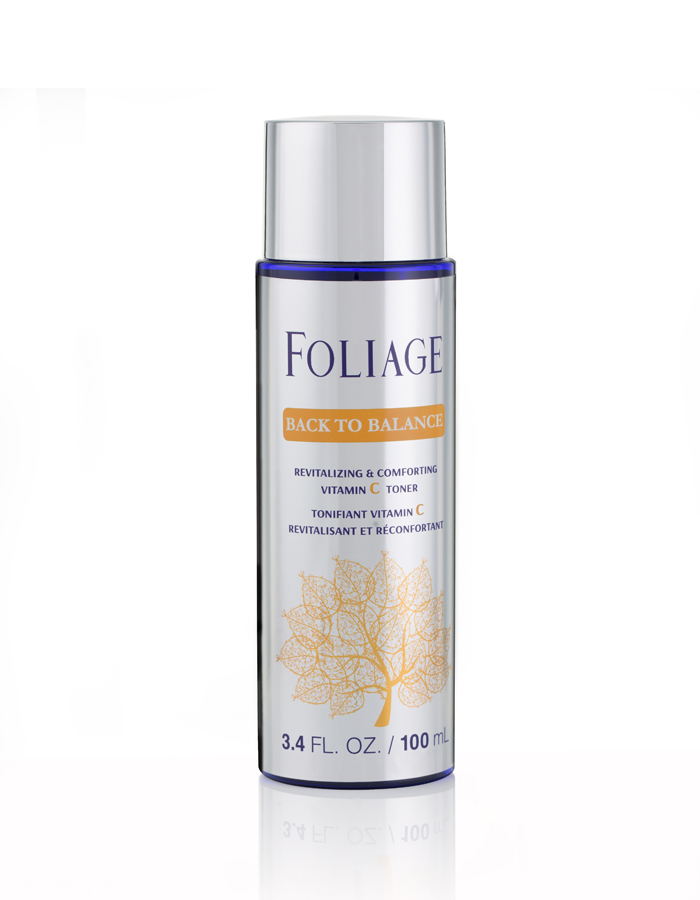 FOLIAGE
BACK TO BALANCE
REVITALIZING & COMFORTING
VITAMIN C TONER
TONIFIANT VITAMIN C
REVITALISANT ET RÉCONFORTANT
3.4 FL. OZ. / 100 mL